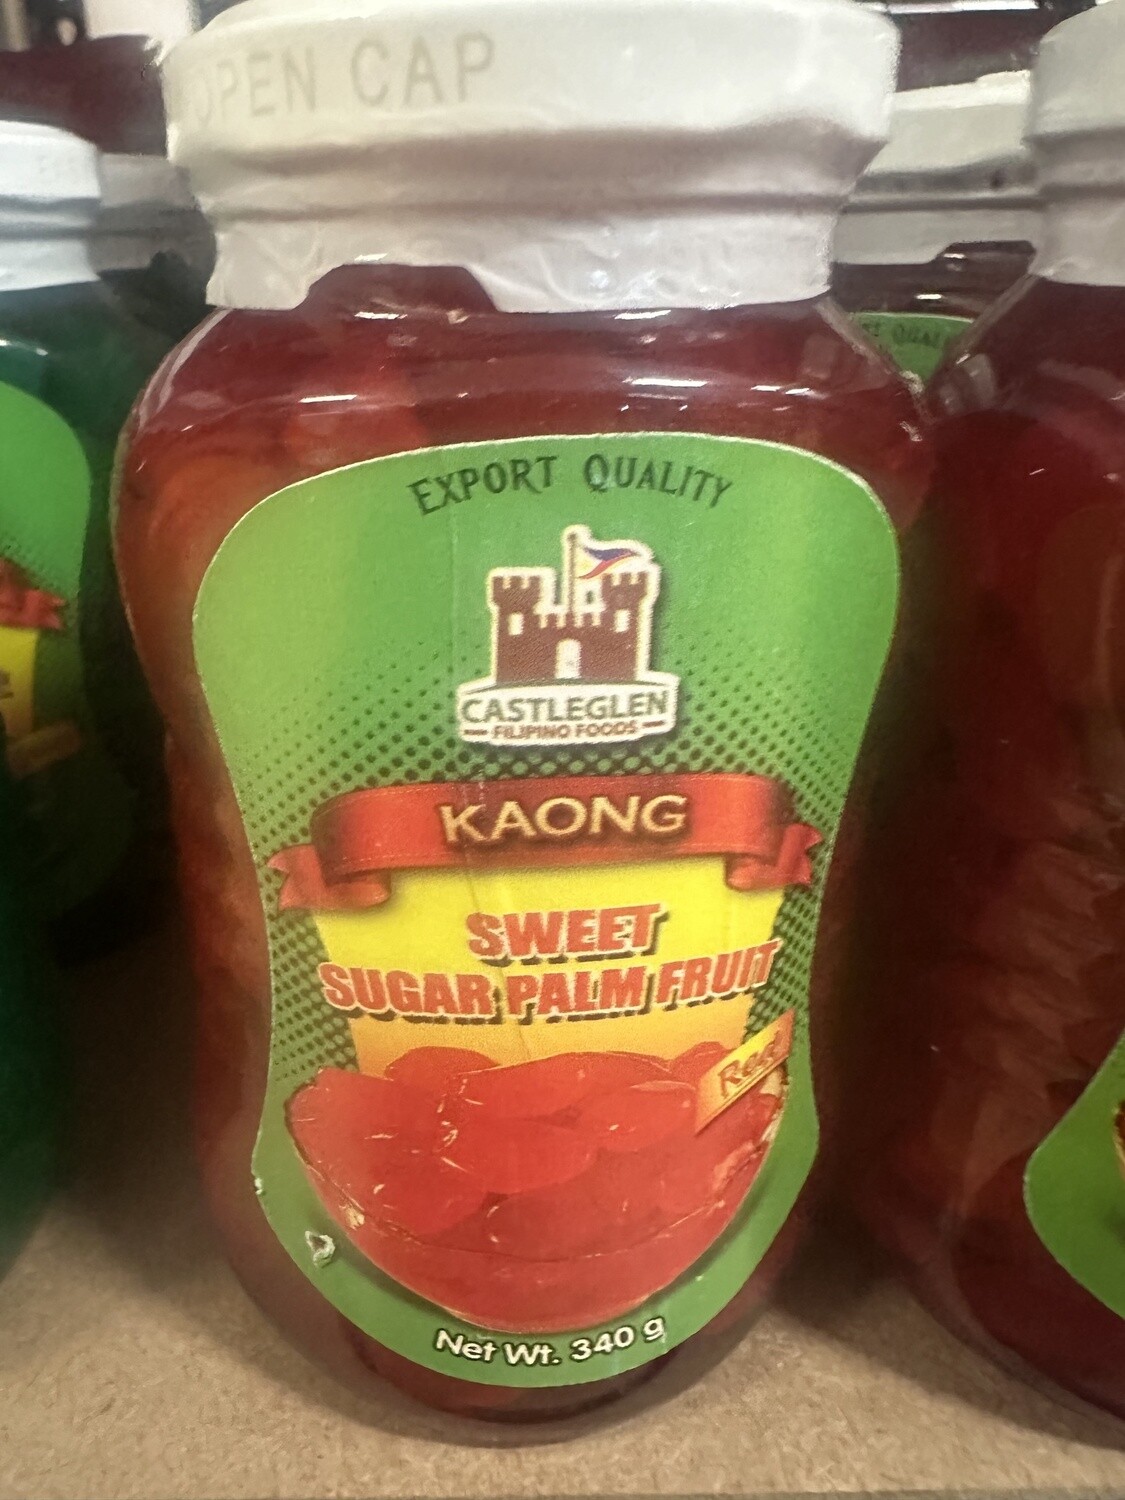 OPEN CAP
EXPORT QUALITY
CASTLEGLEN
FILIPINO FOODS
KAONG
SWEET
SUGAR PALM FRUIT
Red
Net Wt. 340 g